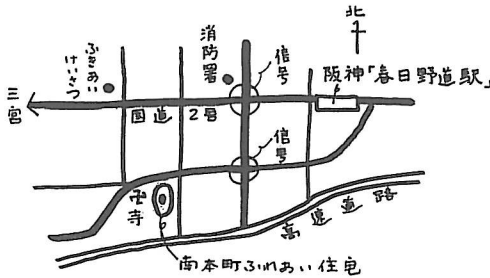 北
消防署
信号
阪神「春日野道駅」
ふきあい
けいさつ
三宮
国道2号
信号
卍寺
高速道路
南本町ふれあい住宅